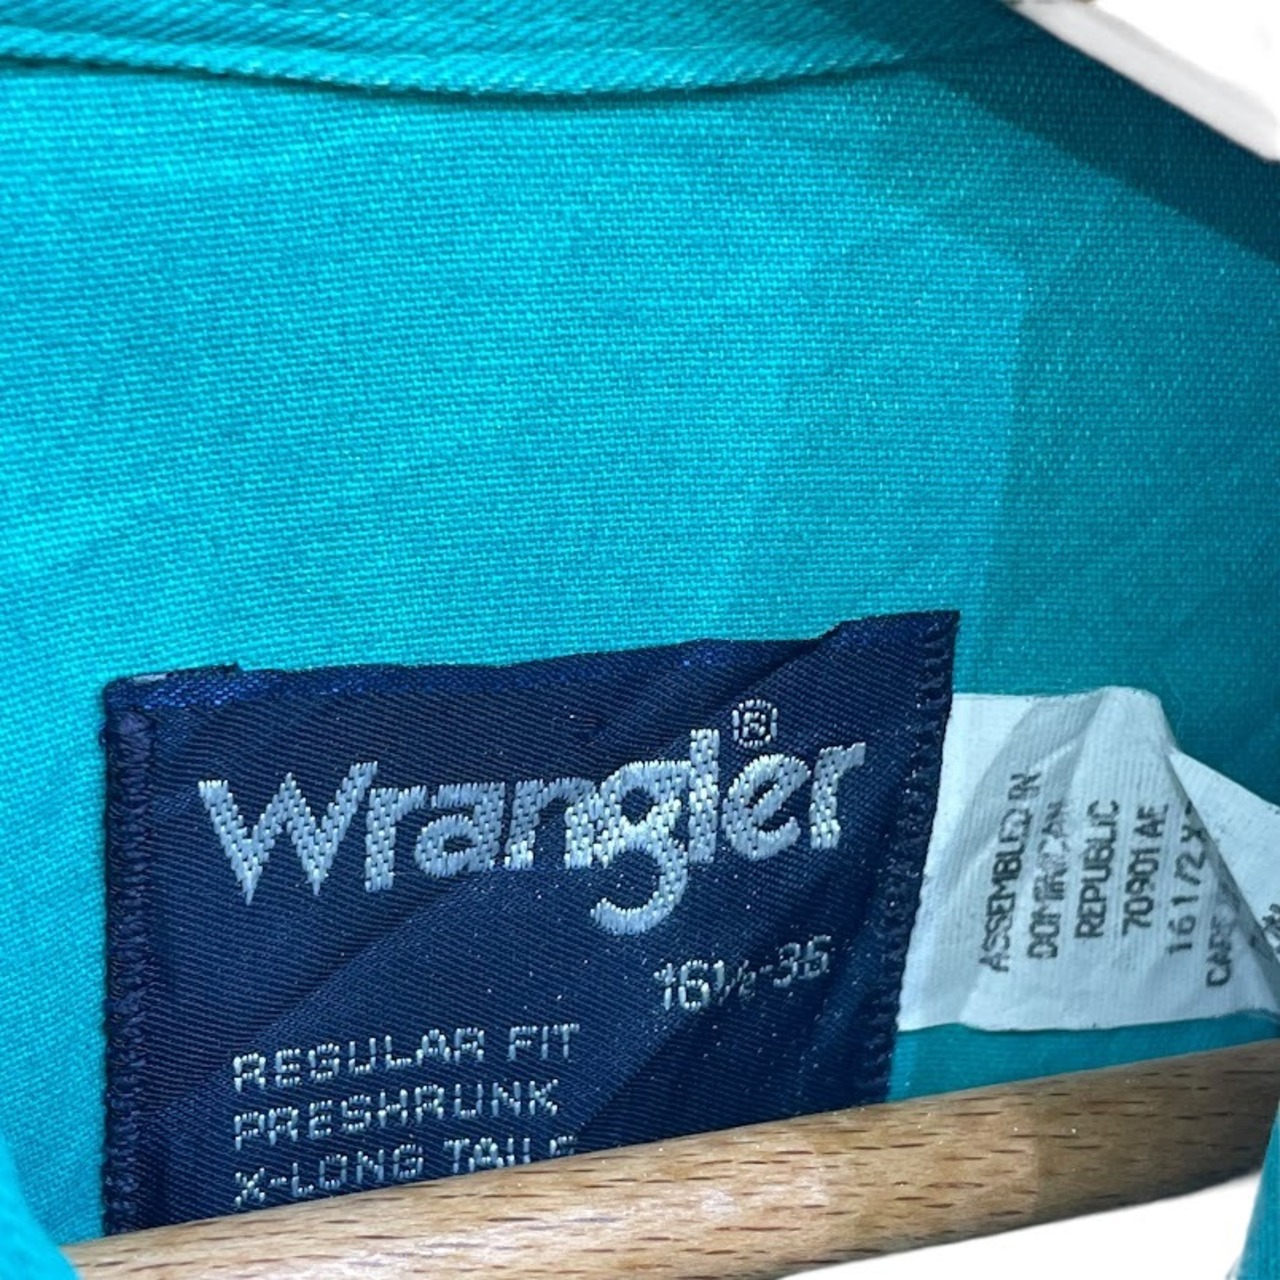 Wrangler®
16½-35
REGULAR FIT
PRESHRUNK
X-LONG TAILS
ASSEMBLED IN
DOMINICAN
REPUBLIC
70901AE
161/2 X